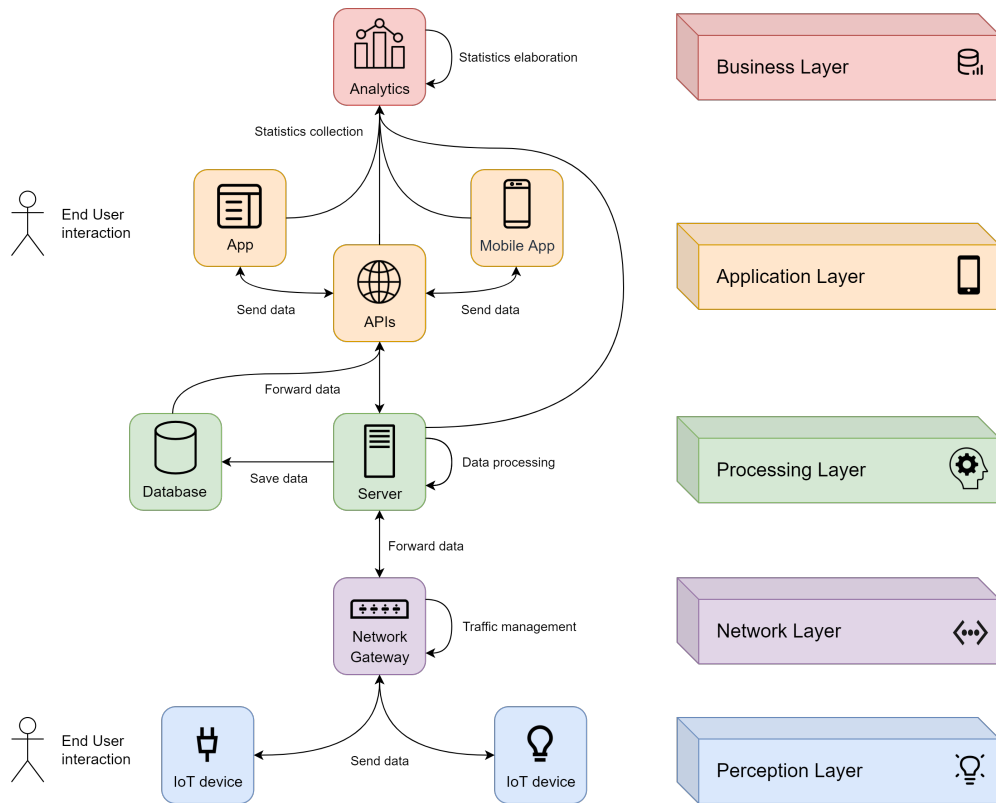 Analytics
Statistics elaboration
Business Layer
Statistics collection
End User
interaction
App
Mobile App
Application Layer
Send data
APIs
Send data
Forward data
Database
Save data
Server
Data processing
Processing Layer
Forward data
Network
Gateway
Traffic management
Network Layer
End User
interaction
IoT device
Send data
IoT device
Perception Layer